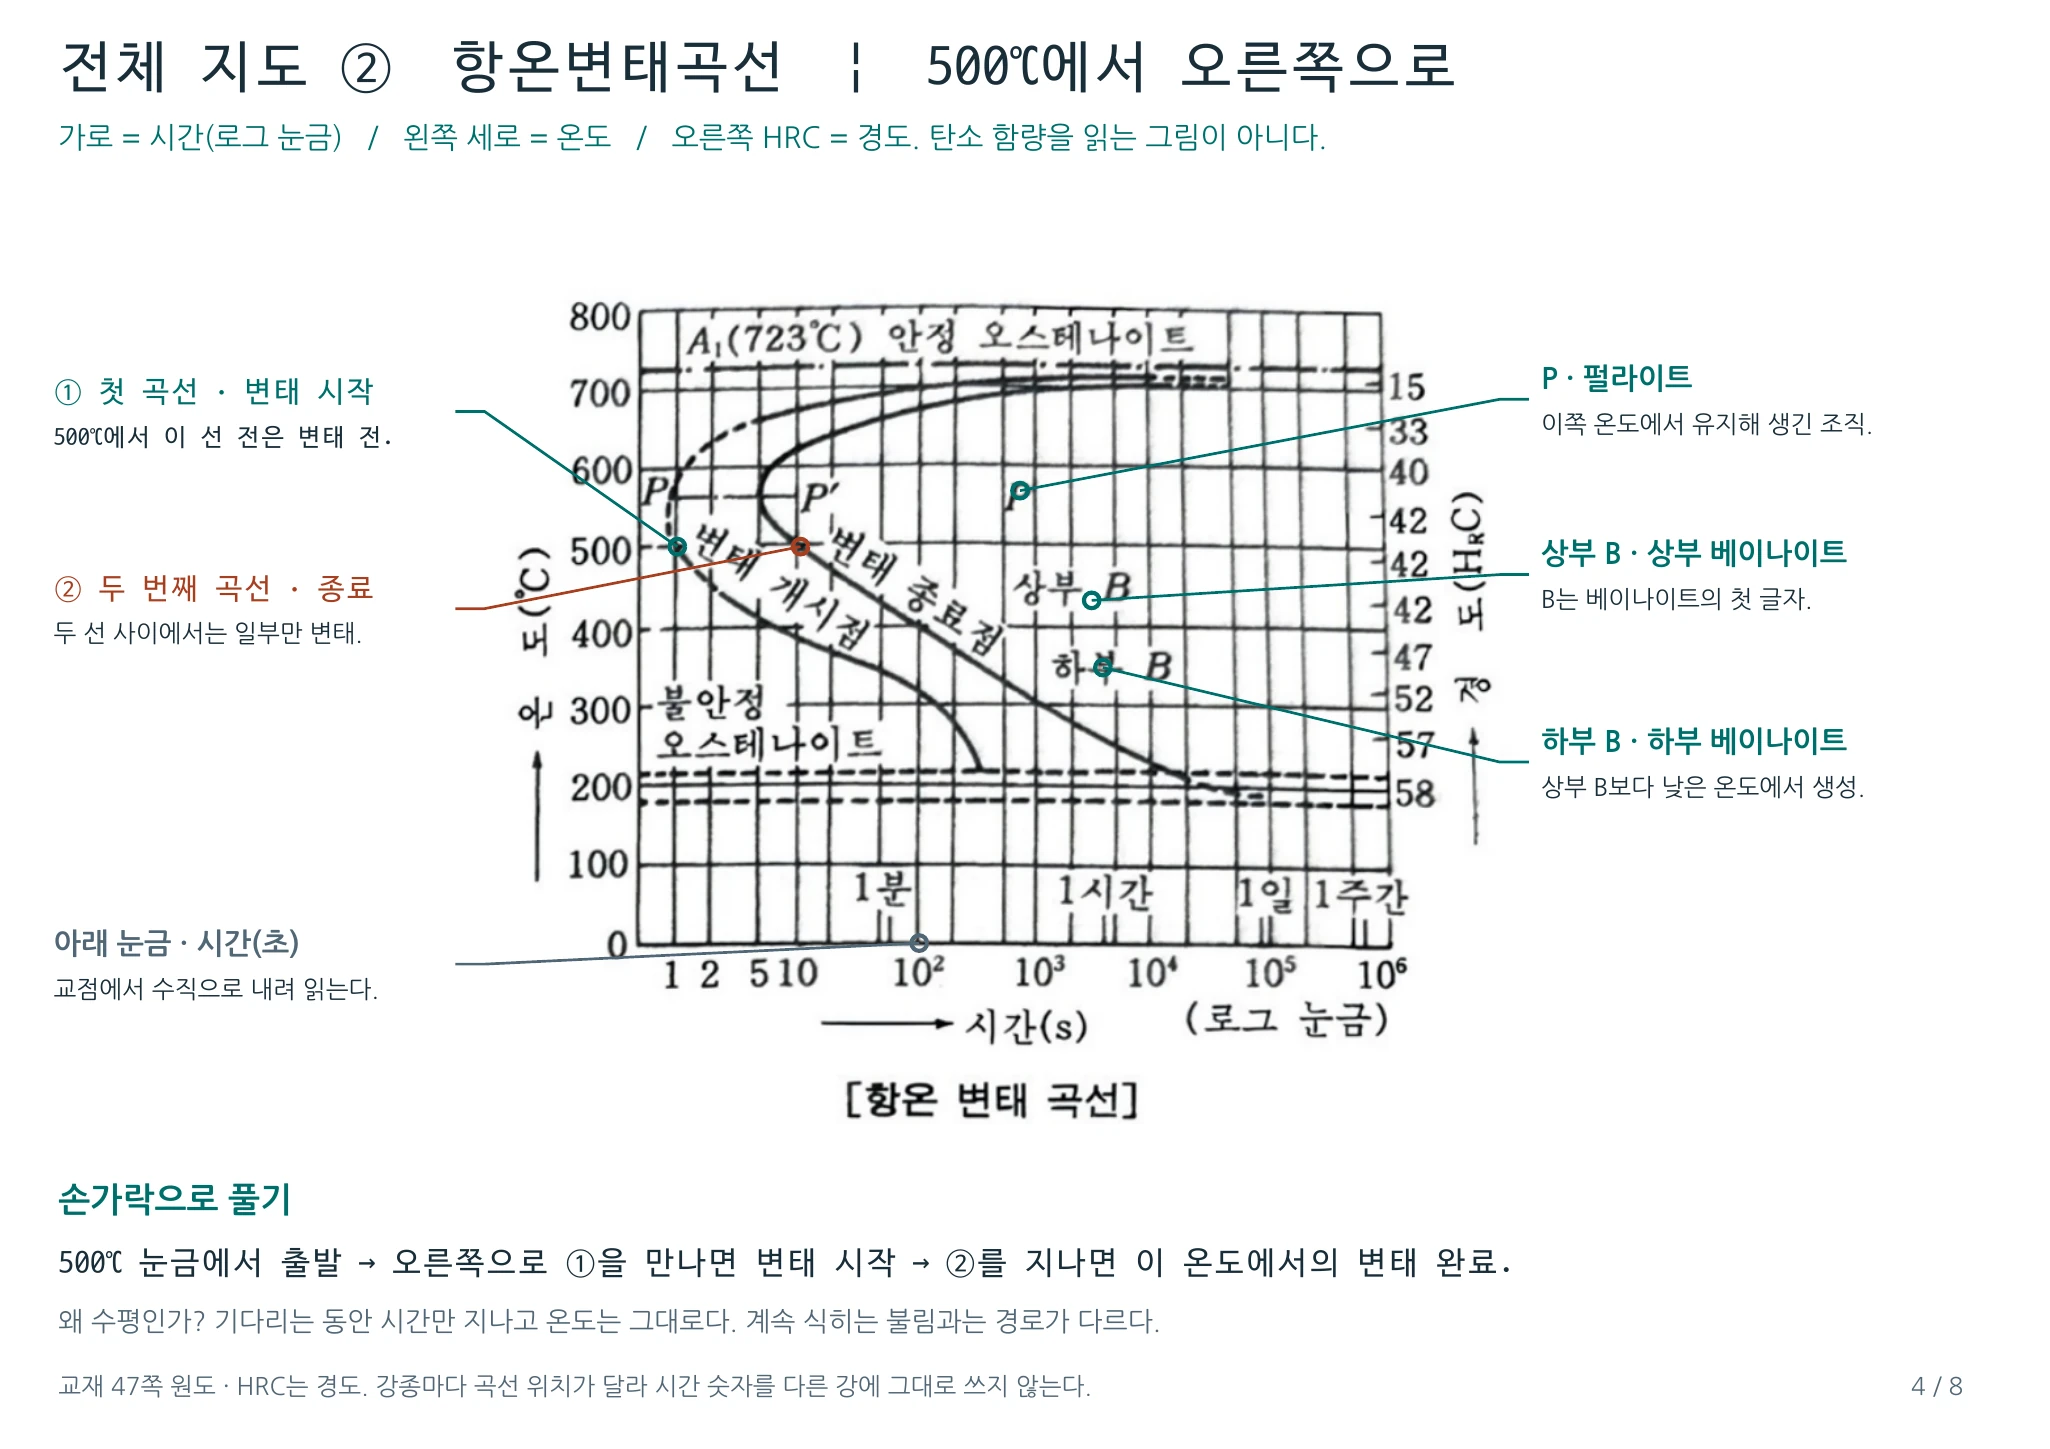 전체 지도 ② 항온변태곡선 ¦ 500℃에서 오른쪽으로
가로 = 시간(로그 눈금) / 왼쪽 세로 = 온도 / 오른쪽 HRC = 경도. 탄소 함량을 읽는 그림이 아니다.
① 첫 곡선 · 변태 시작
500℃에서 이 선 전은 변태 전.
② 두 번째 곡선 · 종료
두 선 사이에서는 일부만 변태.
아래 눈금 · 시간(초)
교점에서 수직으로 내려 읽는다.
온 도(℃)
800
700
600
500
400
300
200
100
0
A₁(723℃) 안정 오스테나이트
P
P′
P
변태 개시점
변태 종료점
상부 B
하부 B
불안정
오스테나이트
1분
1시간
1일
1주간
1 2 5 10 10² 10³ 10⁴ 10⁵ 10⁶
시간(s) (로그 눈금)
15
33
40
42
42
42
47
52
57
58
경 도(HRC)
[항온 변태 곡선]
P · 펄라이트
이쪽 온도에서 유지해 생긴 조직.
상부 B · 상부 베이나이트
B는 베이나이트의 첫 글자.
하부 B · 하부 베이나이트
상부 B보다 낮은 온도에서 생성.
손가락으로 풀기
500℃ 눈금에서 출발 → 오른쪽으로 ①을 만나면 변태 시작 → ②를 지나면 이 온도에서의 변태 완료.
왜 수평인가? 기다리는 동안 시간만 지나고 온도는 그대로다. 계속 식히는 불림과는 경로가 다르다.
교재 47쪽 원도 · HRC는 경도. 강종마다 곡선 위치가 달라 시간 숫자를 다른 강에 그대로 쓰지 않는다.
4 / 8